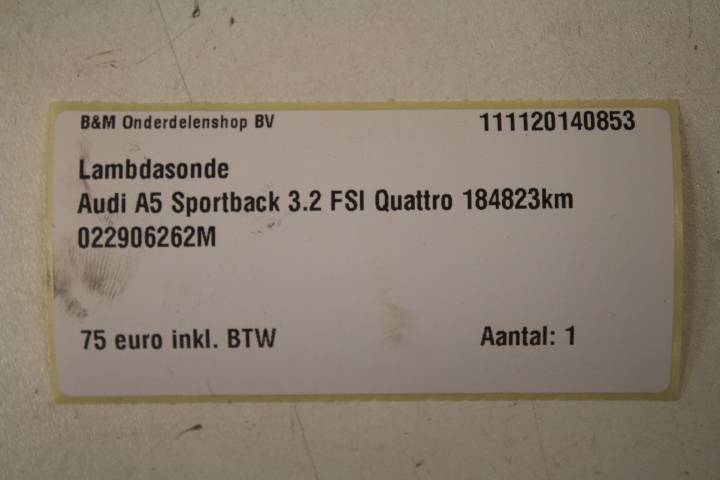 B&M Onderdelenshop BV 111120140853
Lambdasonde
Audi A5 Sportback 3.2 FSI Quattro 184823km
022906262M
75 euro inkl. BTW Aantal: 1